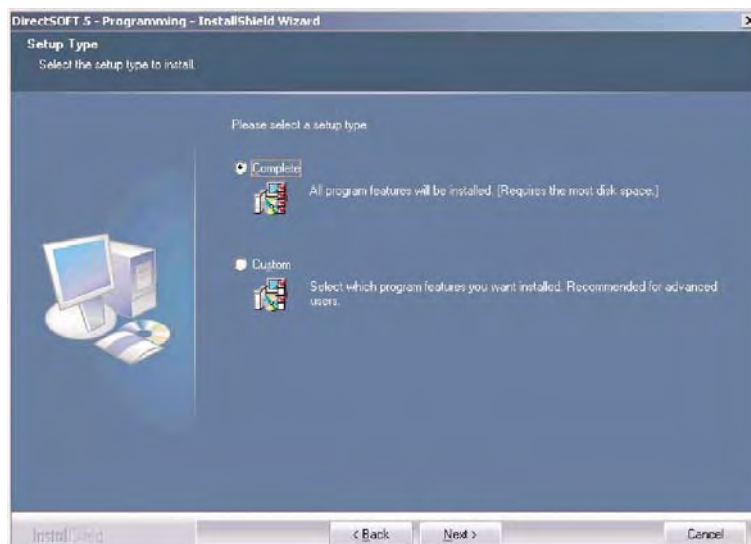 DirectSOFT 5 - Programming - InstallShield Wizard
Setup Type
Select the setup type to install.
Please select a setup type
Complete
All program features will be installed. (Requires the most disk space.)
Custom
Select which program features you want installed. Recommended for advanced
users.
InstallShield
< Back
Next >
Cancel